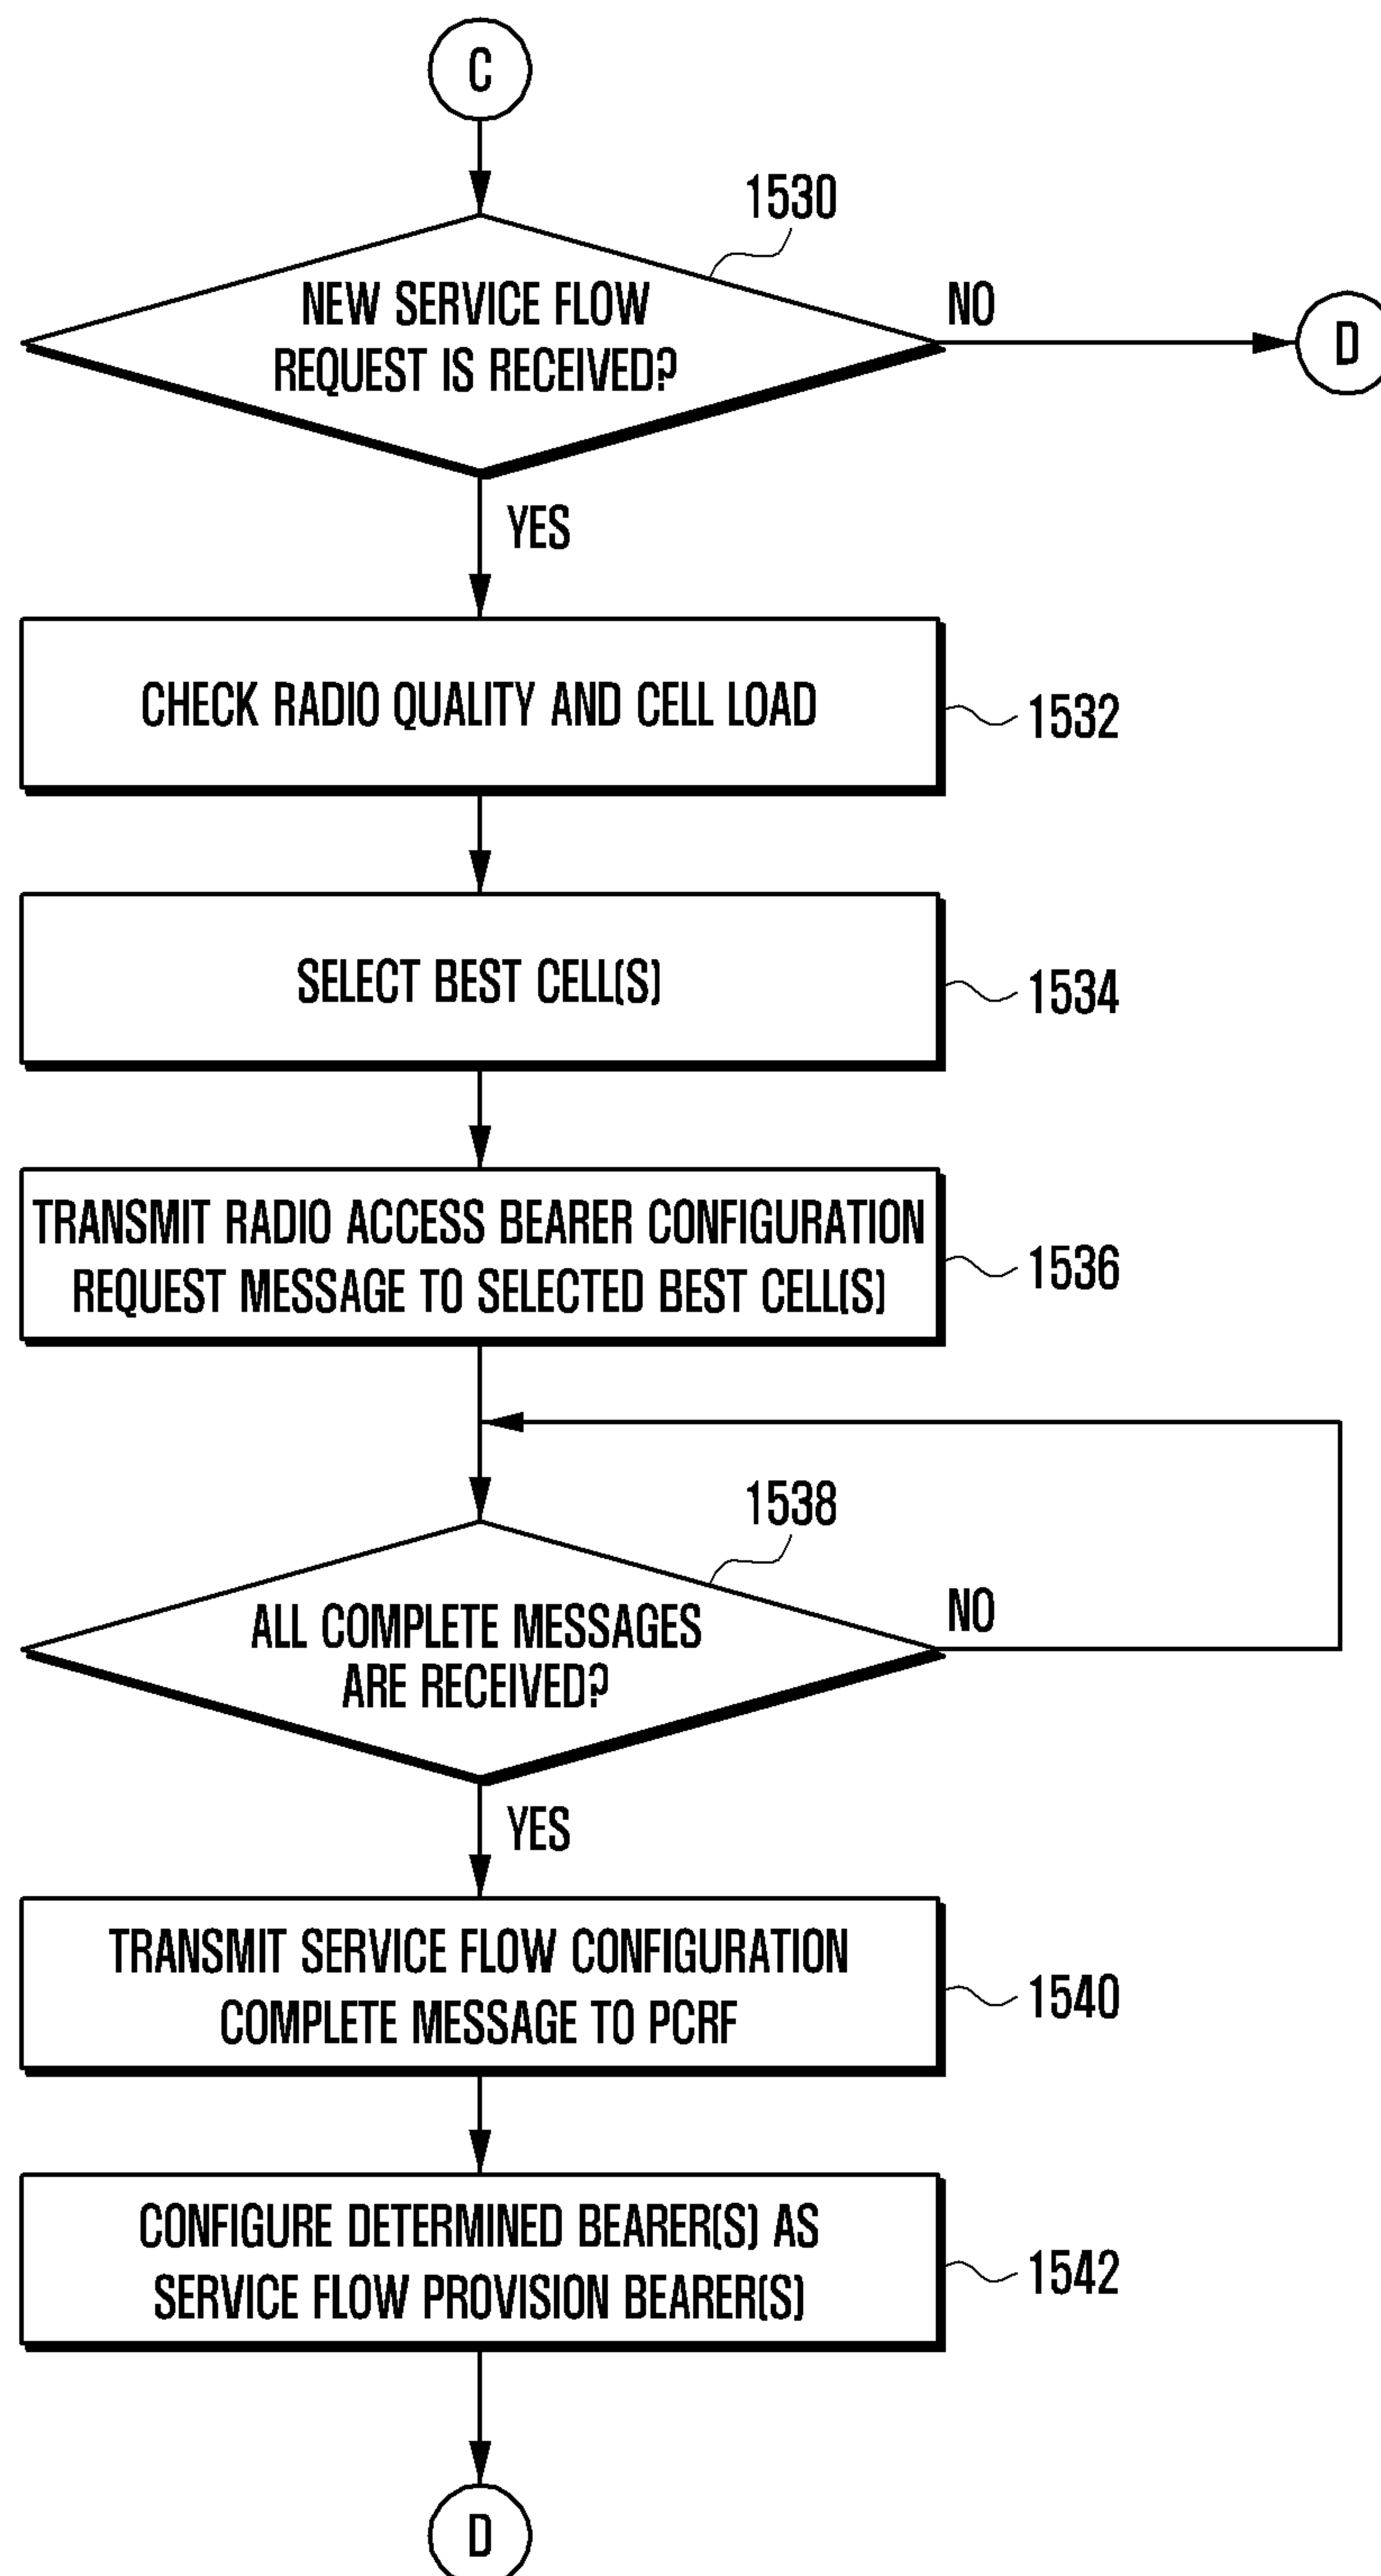 C
1530
NEW SERVICE FLOW
REQUEST IS RECEIVED?
NO
D
YES
CHECK RADIO QUALITY AND CELL LOAD
1532
SELECT BEST CELL(S)
1534
TRANSMIT RADIO ACCESS BEARER CONFIGURATION
REQUEST MESSAGE TO SELECTED BEST CELL(S)
1536
1538
ALL COMPLETE MESSAGES
ARE RECEIVED?
NO
YES
TRANSMIT SERVICE FLOW CONFIGURATION
COMPLETE MESSAGE TO PCRF
1540
CONFIGURE DETERMINED BEARER(S) AS
SERVICE FLOW PROVISION BEARER(S)
1542
D